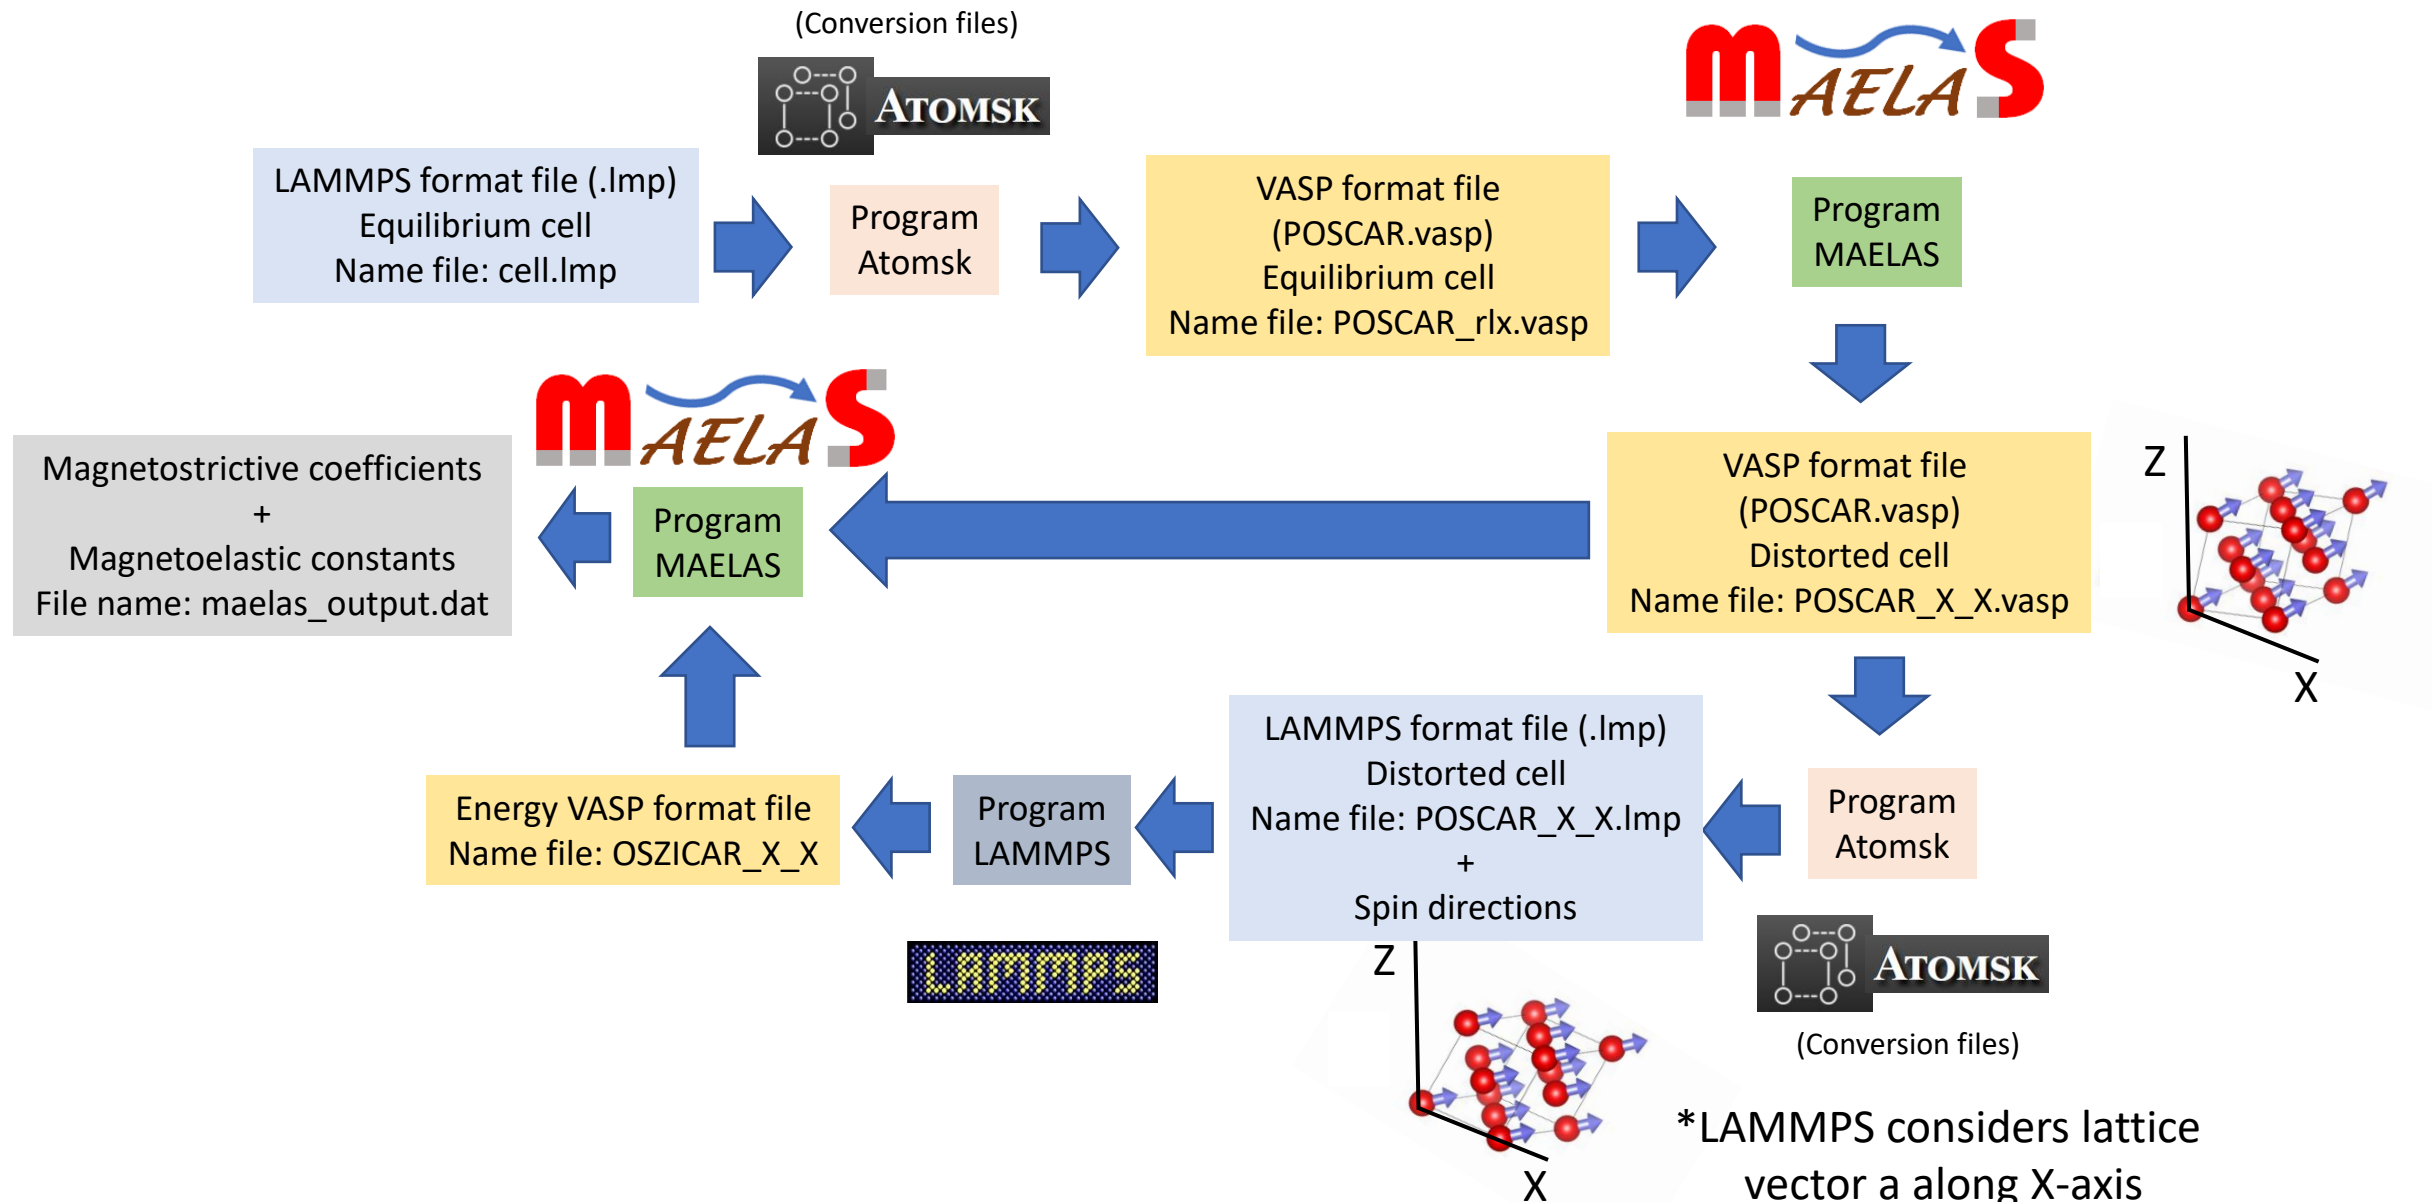 (Conversion files)
ATOMSK
MAELAS
LAMMPS format file (.lmp)
Equilibrium cell
Name file: cell.lmp
Program
Atomsk
VASP format file
(POSCAR.vasp)
Equilibrium cell
Name file: POSCAR_rlx.vasp
Program
MAELAS
MAELAS
Magnetostrictive coefficients
+
Magnetoelastic constants
File name: maelas_output.dat
Program
MAELAS
VASP format file
(POSCAR.vasp)
Distorted cell
Name file: POSCAR_X_X.vasp
Z
X
Energy VASP format file
Name file: OSZICAR_X_X
Program
LAMMPS
LAMMPS format file (.lmp)
Distorted cell
Name file: POSCAR_X_X.lmp
+
Spin directions
Program
Atomsk
LAMMPS
Z
X
ATOMSK
(Conversion files)
*LAMMPS considers lattice
vector a along X-axis